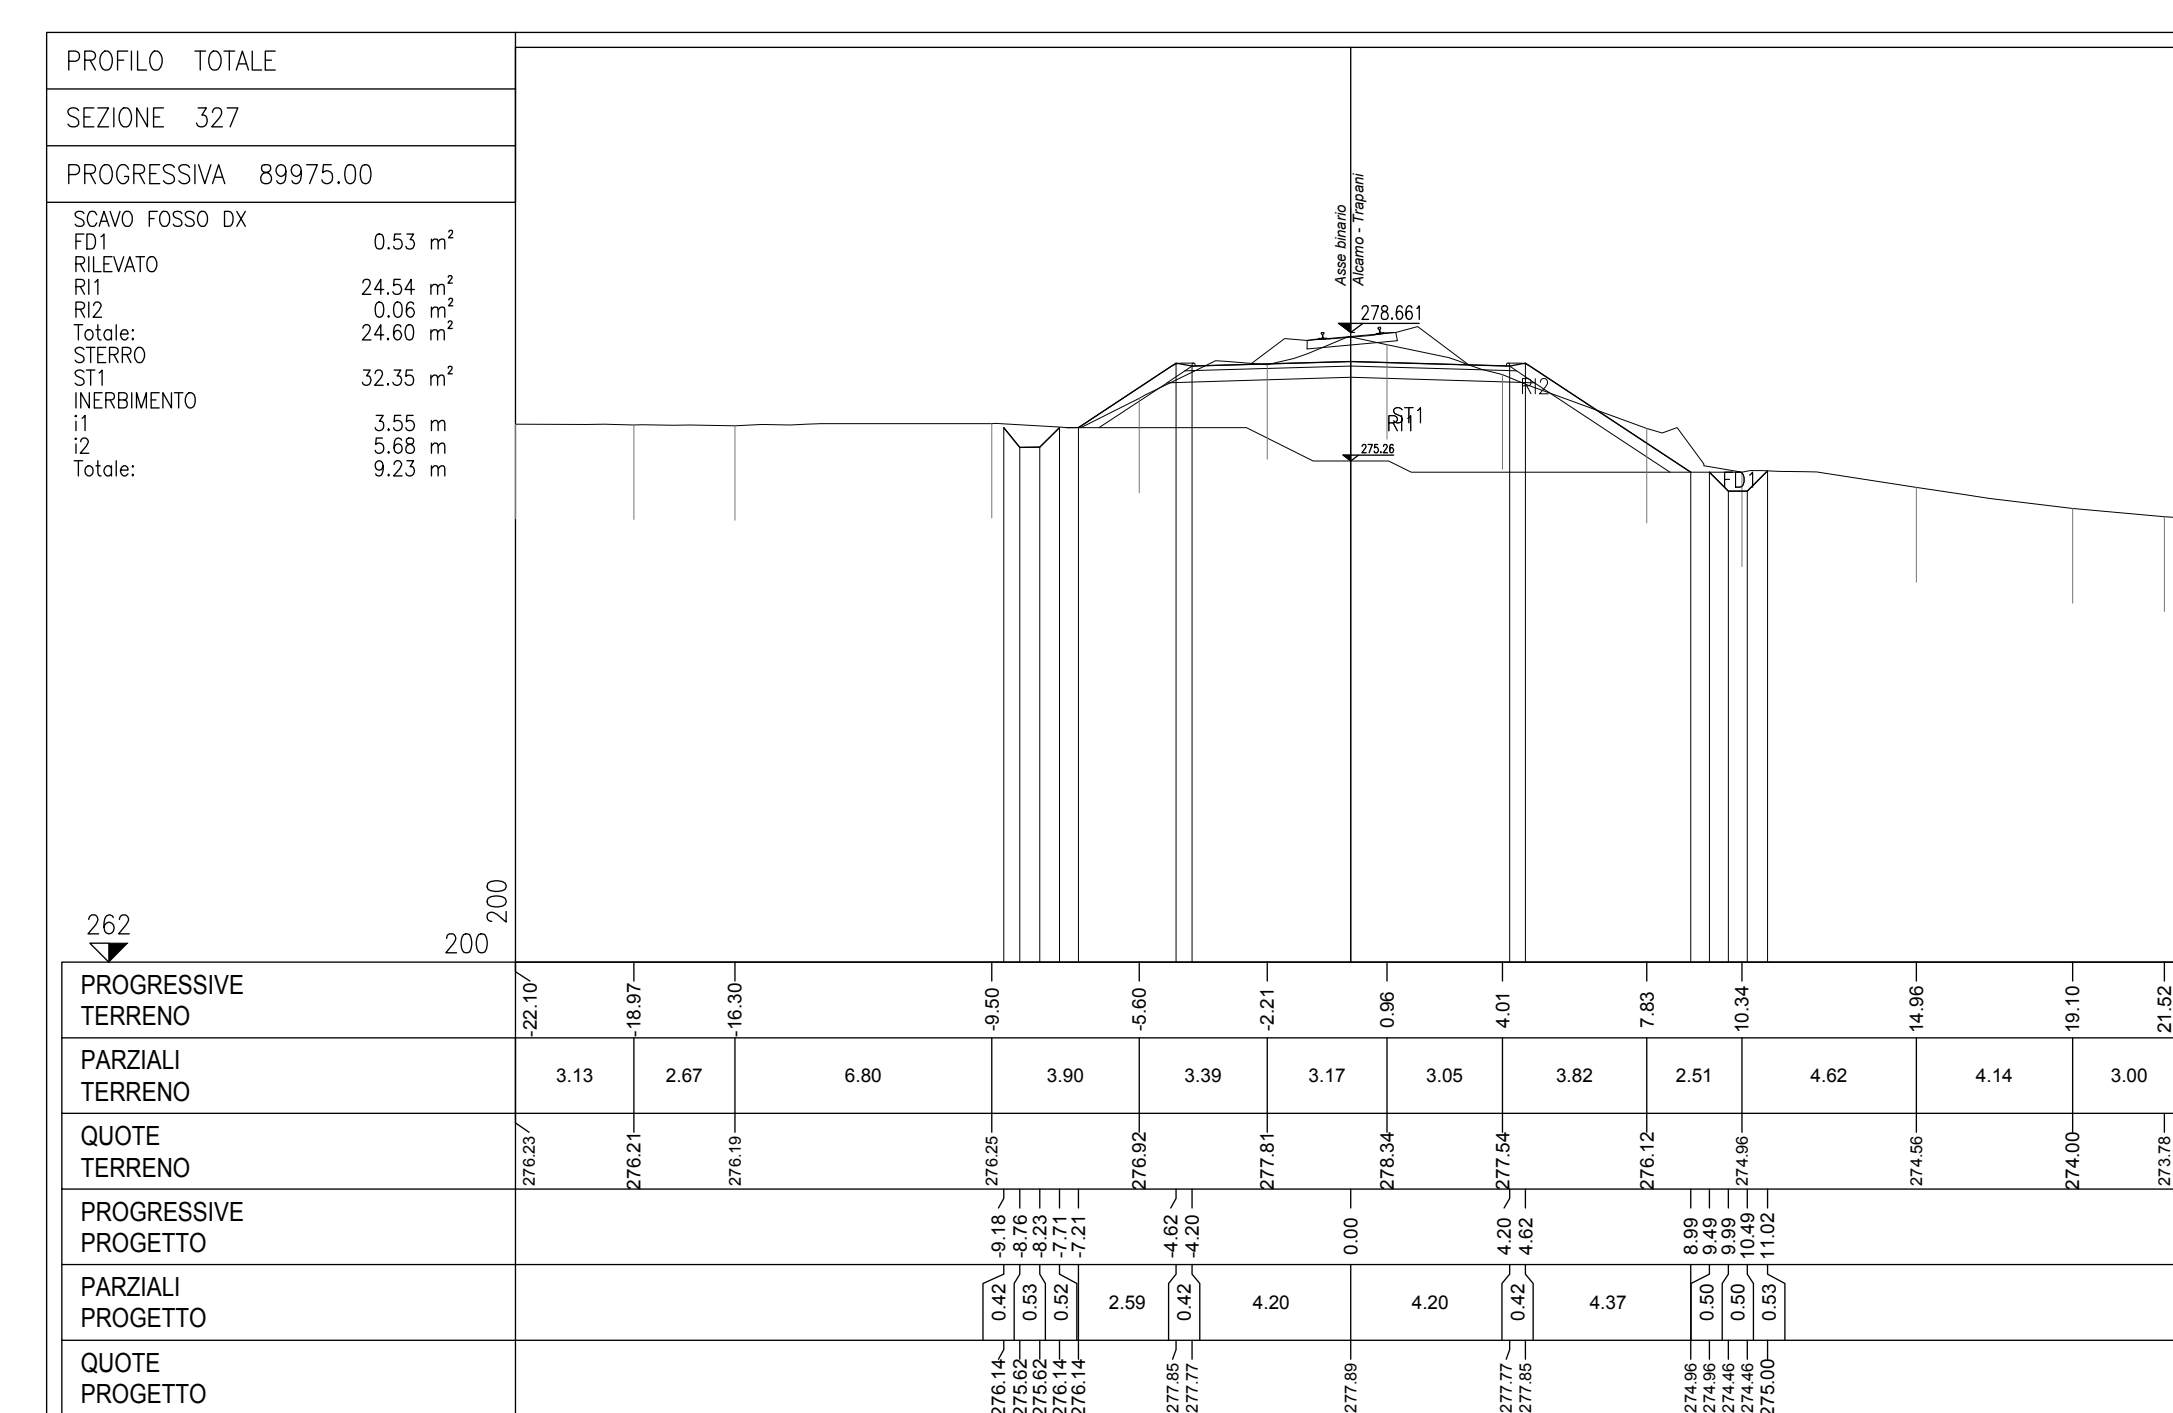 PROFILO TOTALE
SEZIONE 327
PROGRESSIVA 89975.00
SCAVO FOSSO DX
FD1 0.53 m²
RILEVATO
RI1 24.54 m²
RI2 0.06 m²
Totale: 24.60 m²
STERRO
ST1 32.35 m²
INERBIMENTO
i1 3.55 m
i2 5.68 m
Totale: 9.23 m
Asse binario
Alcamo - Trapani
278.661
RI2
ST1
RI1
275.26
FD1
200
262
200
PROGRESSIVE
TERRENO
-22.10 -18.97 -16.30 -9.50 -5.60 -2.21 0.96 4.01 7.83 10.34 14.96 19.10 21.52
PARZIALI
TERRENO
3.13 2.67 6.80 3.90 3.39 3.17 3.05 3.82 2.51 4.62 4.14 3.00
QUOTE
TERRENO
276.23 276.21 276.19 276.25 276.92 277.81 278.34 277.54 276.12 274.96 274.56 274.00 273.78
PROGRESSIVE
PROGETTO
-9.18 -8.76 -8.23 -7.71 -7.21 -4.62 -4.20 0.00 4.20 4.62 8.99 9.49 9.99 10.49 11.02
PARZIALI
PROGETTO
0.42 0.53 0.52 2.59 0.42 4.20 4.20 0.42 4.37 0.50 0.50 0.53
QUOTE
PROGETTO
276.14 275.62 275.62 276.14 276.14 277.85 277.77 277.89 277.77 277.85 274.96 274.96 274.46 274.46 275.00